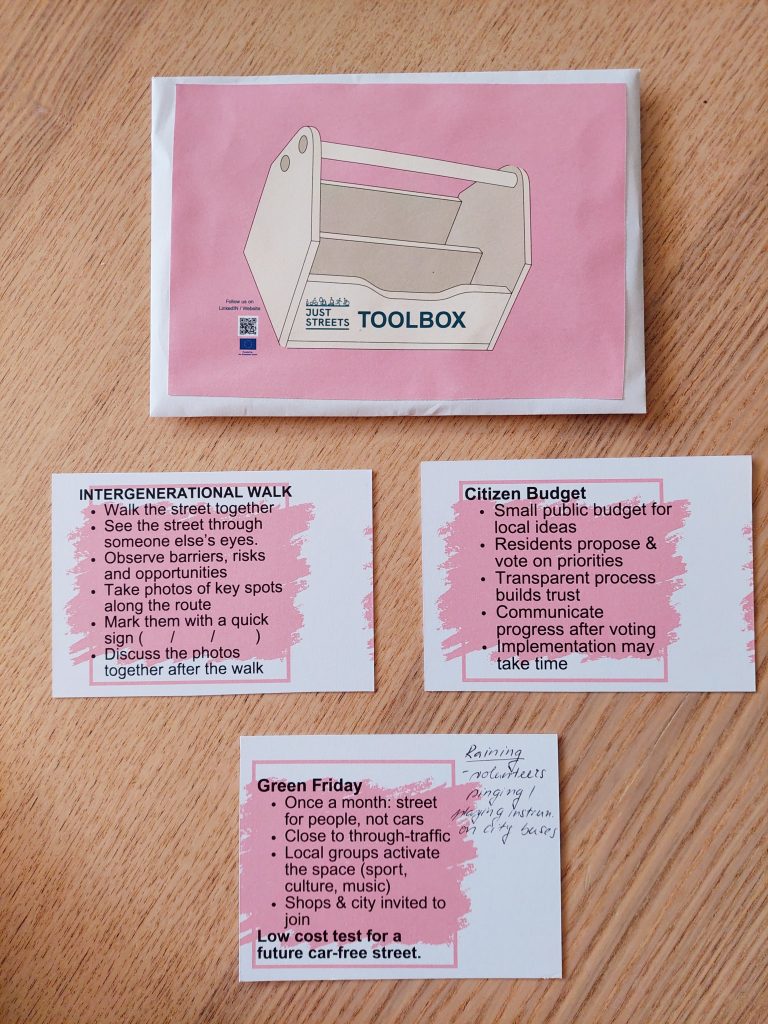 Follow us on
LinkedIN / Website
JUST
STREETS
TOOLBOX
INTERGENERATIONAL WALK
• Walk the street together
• See the street through
someone else's eyes.
• Observe barriers, risks
and opportunities
• Take photos of key spots
along the route
• Mark them with a quick
sign (      /      /      )
• Discuss the photos
together after the walk
Citizen Budget
• Small public budget for
local ideas
• Residents propose &
vote on priorities
• Transparent process
builds trust
• Communicate
progress after voting
• Implementation may
take time
Green Friday
• Once a month: street
for people, not cars
• Close to through-traffic
• Local groups activate
the space (sport,
culture, music)
• Shops & city invited to
join
Low cost test for a
future car-free street.
Raining
- volunteers
playing instrum.
on city buses